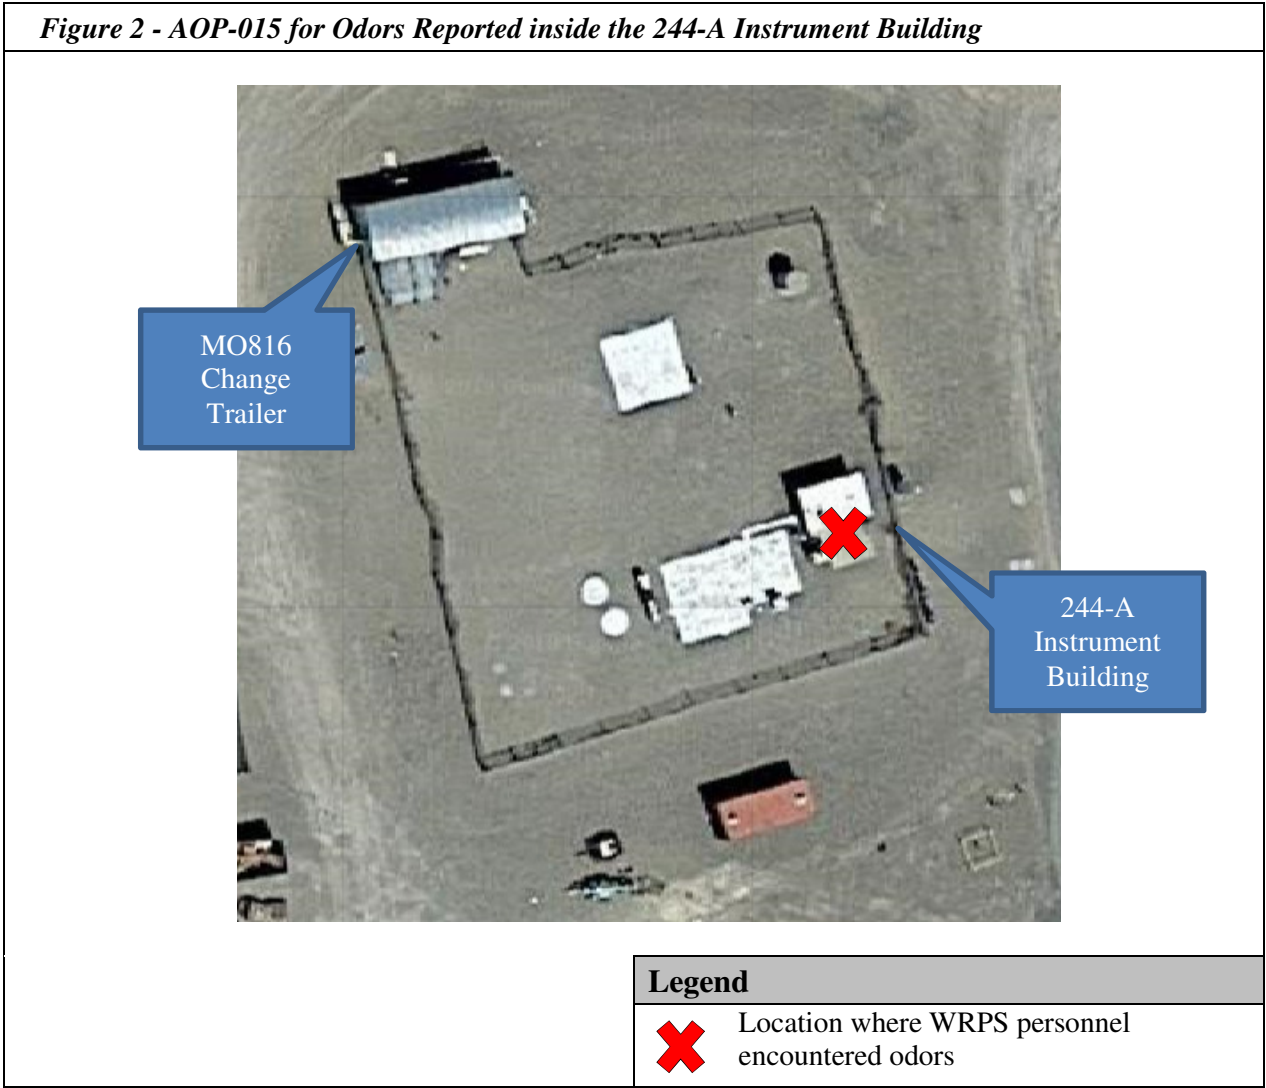 Figure 2 - AOP-015 for Odors Reported inside the 244-A Instrument Building
MO816
Change
Trailer
244-A
Instrument
Building
Legend
Location where WRPS personnel
encountered odors